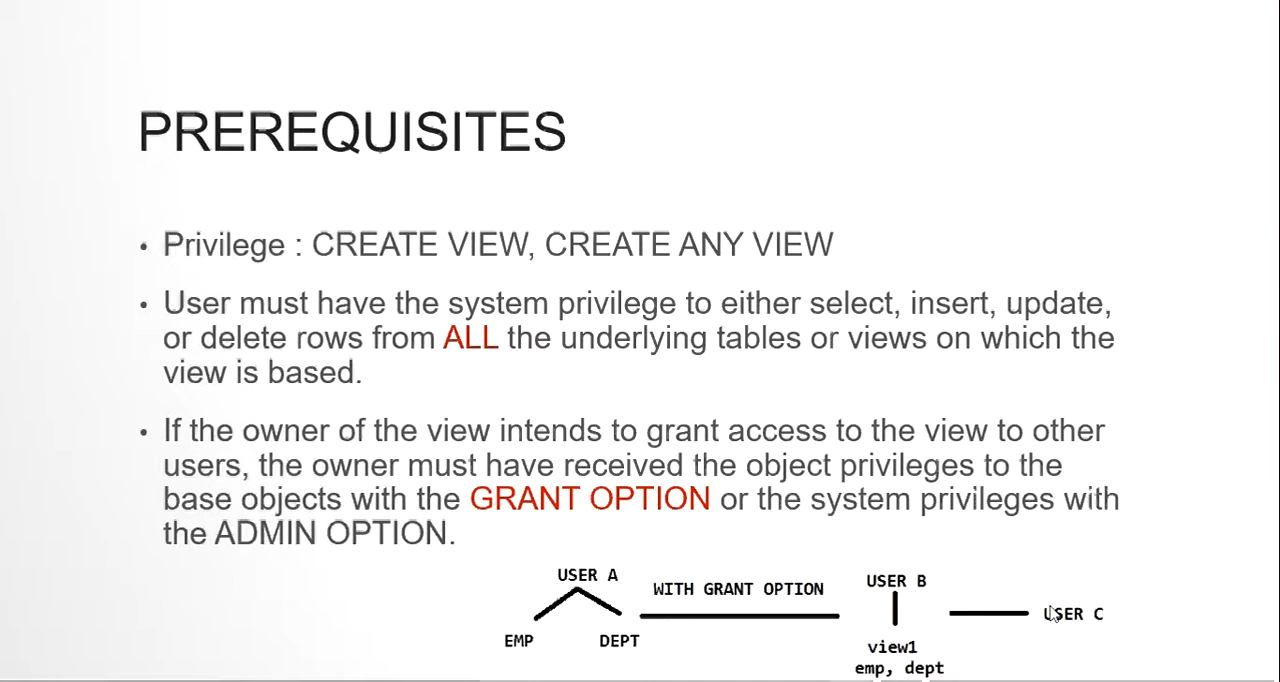 PREREQUISITES
• Privilege : CREATE VIEW, CREATE ANY VIEW
• User must have the system privilege to either select, insert, update,
or delete rows from ALL the underlying tables or views on which the
view is based.
• If the owner of the view intends to grant access to the view to other
users, the owner must have received the object privileges to the
base objects with the GRANT OPTION or the system privileges with
the ADMIN OPTION.
USER A
WITH GRANT OPTION
USER B
USER C
EMP
DEPT
view1
emp, dept